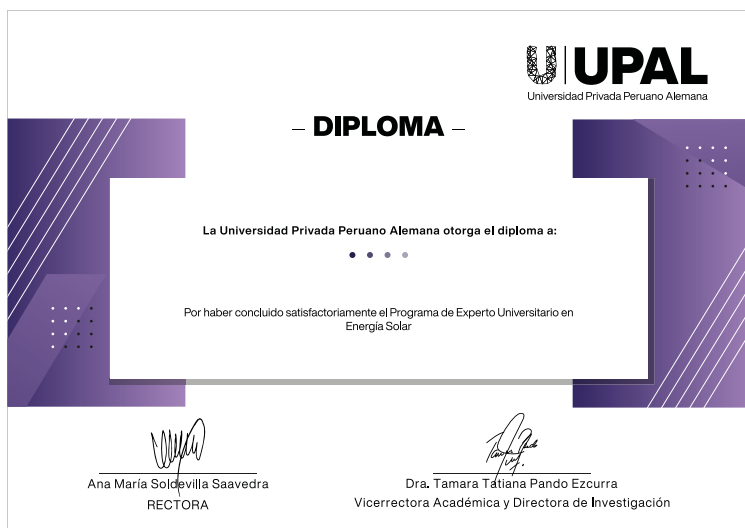 UPAL
Universidad Privada Peruano Alemana
– DIPLOMA –
La Universidad Privada Peruano Alemana otorga el diploma a:
Por haber concluido satisfactoriamente el Programa de Experto Universitario en
Energía Solar
Ana María Soldevilla Saavedra
RECTORA
Dra. Tamara Tatiana Pando Ezcurra
Vicerrectora Académica y Directora de Investigación